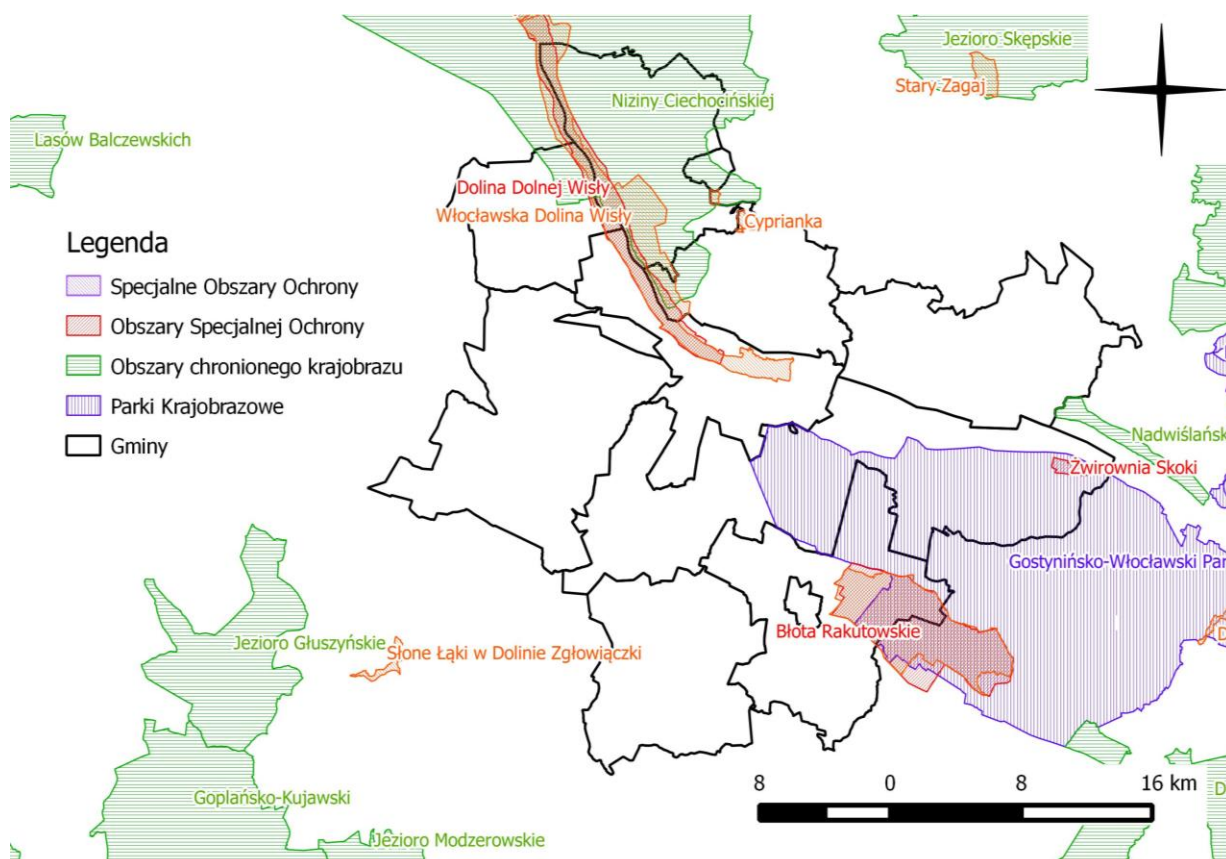 Jezioro Skępskie
Stary Zagaj
Niziny Ciechocińskiej
Lasów Balczewskich
Dolina Dolnej Wisły
Włocławska Dolina Wisły
Cyprianka
Legenda
Specjalne Obszary Ochrony
Obszary Specjalnej Ochrony
Obszary chronionego krajobrazu
Parki Krajobrazowe
Gminy
Nadwiślańsk
Żwirownia Skoki
Gostynińsko-Włocławski Par
Błota Rakutowskie
D
Jezioro Głuszyńskie
Słone Łąki w Dolinie Zgłowiączki
Goplańsko-Kujawski
Jezioro Modzerowskie
8 0 8 16 km
D